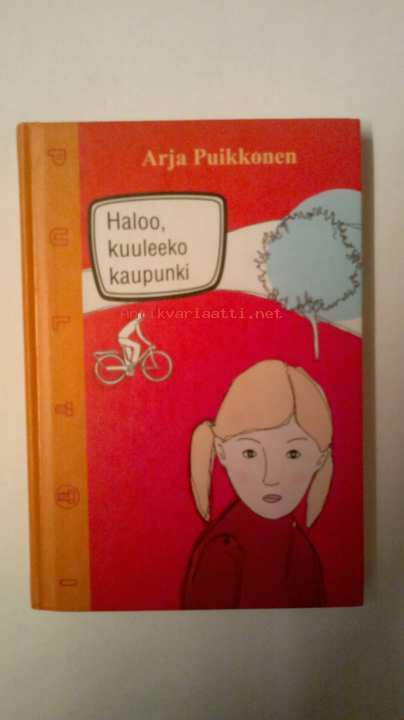 Arja Puikkonen
Haloo,
kuuleeko
kaupunki
Antikvariaatti.net